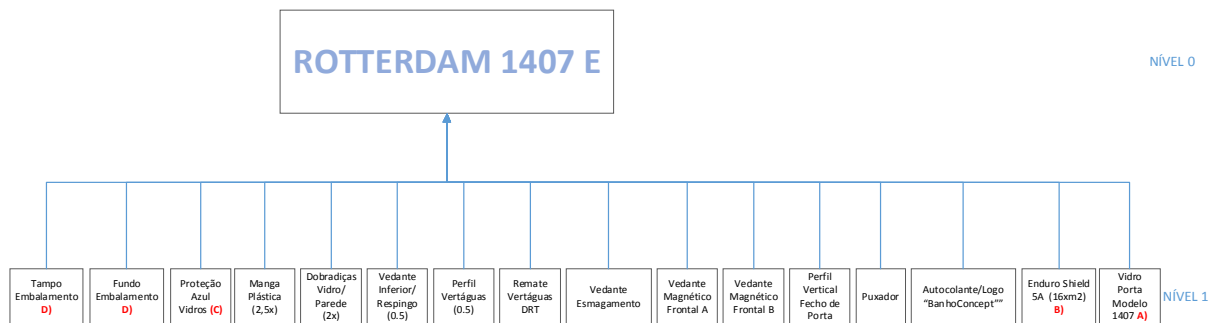 ROTTERDAM 1407 E
NÍVEL 0
Tampo
Embalamento
D)
Fundo
Embalamento
D)
Proteção
Azul
Vidros (C)
Manga
Plástica
(2,5x)
Dobradiças
Vidro/
Parede
(2x)
Vedante
Inferior/
Respingo
(0.5)
Perfil
Vertáguas
(0.5)
Remate
Vertáguas
DRT
Vedante
Esmagamento
Vedante
Magnético
Frontal A
Vedante
Magnético
Frontal B
Perfil
Vertical
Fecho de
Porta
Puxador
Autocolante/Logo
“BanhoConcept””
Enduro Shield
5A (16xm2)
B)
Vidro
Porta
Modelo
1407 A)
NÍVEL 1